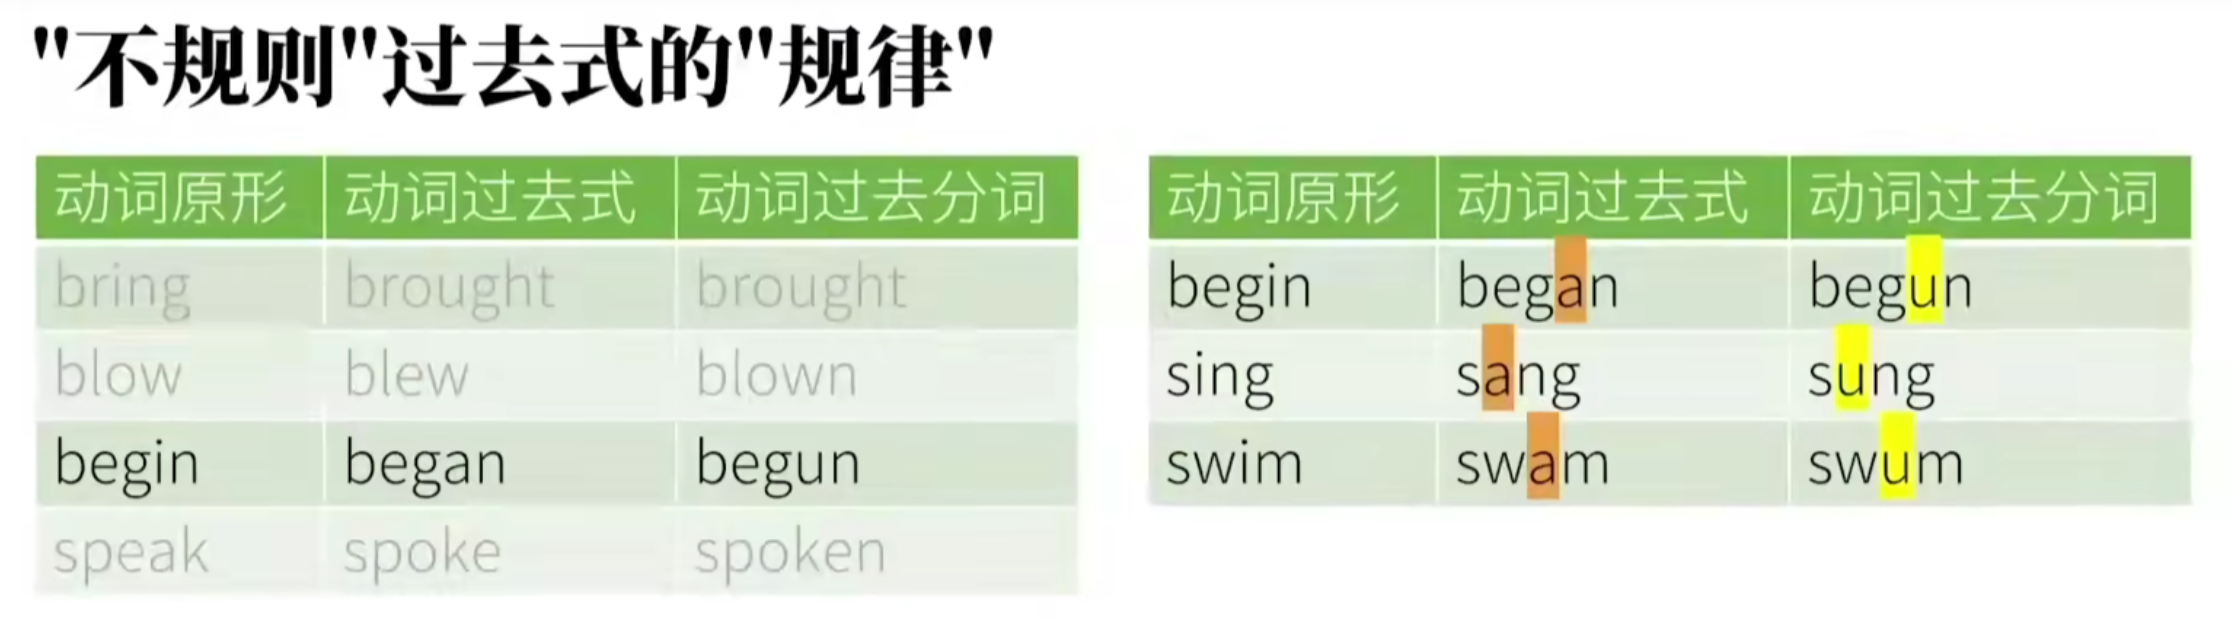 "不规则"过去式的"规律"
动词原形 动词过去式 动词过去分词
bring brought brought
blow blew blown
begin began begun
speak spoke spoken
动词原形 动词过去式 动词过去分词
begin began begun
sing sang sung
swim swam swum